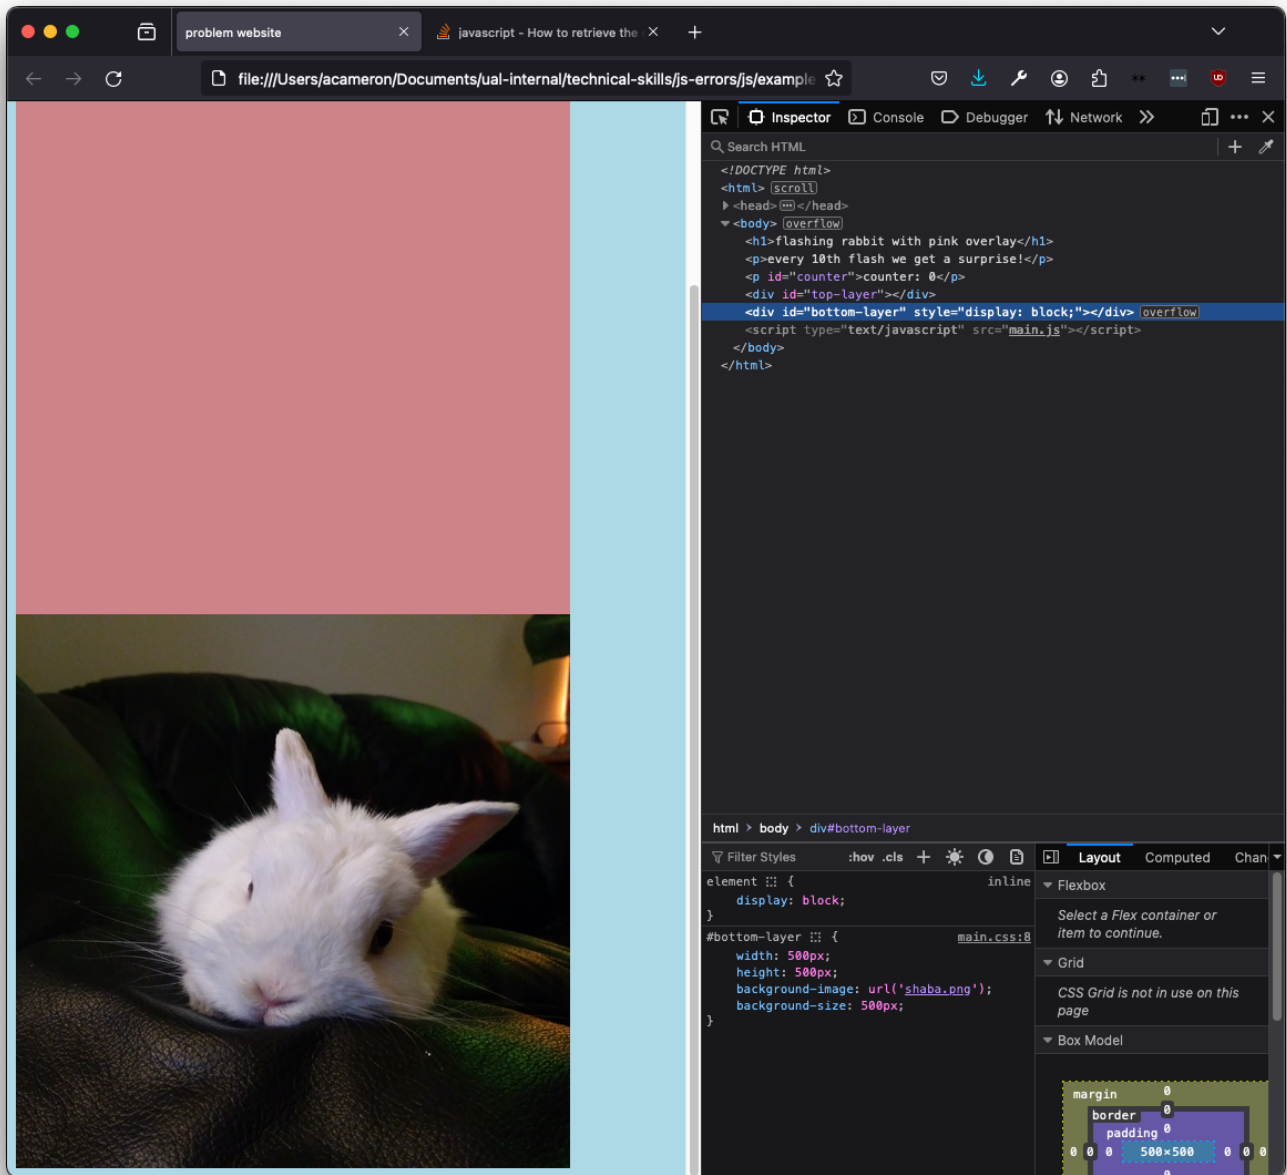 problem website
javascript - How to retrieve the
file:///Users/acameron/Documents/ual-internal/technical-skills/js-errors/js/example
Inspector Console Debugger Network
Search HTML
<!DOCTYPE html>
<html> scroll
<head></head>
<body> overflow
<h1>flashing rabbit with pink overlay</h1>
<p>every 10th flash we get a surprise!</p>
<p id="counter">counter: 0</p>
<div id="top-layer"></div>
<div id="bottom-layer" style="display: block;"></div> overflow
<script type="text/javascript" src="main.js"></script>
</body>
</html>
html body div#bottom-layer
Filter Styles :hov .cls Layout Computed Chan
element { inline
display: block;
}
#bottom-layer { main.css:8
width: 500px;
height: 500px;
background-image: url('shaba.png');
background-size: 500px;
}
Flexbox
Select a Flex container or
item to continue.
Grid
CSS Grid is not in use on this
page
Box Model
margin 0
border 0
padding 0
0 0 0 500×500 0 0 0